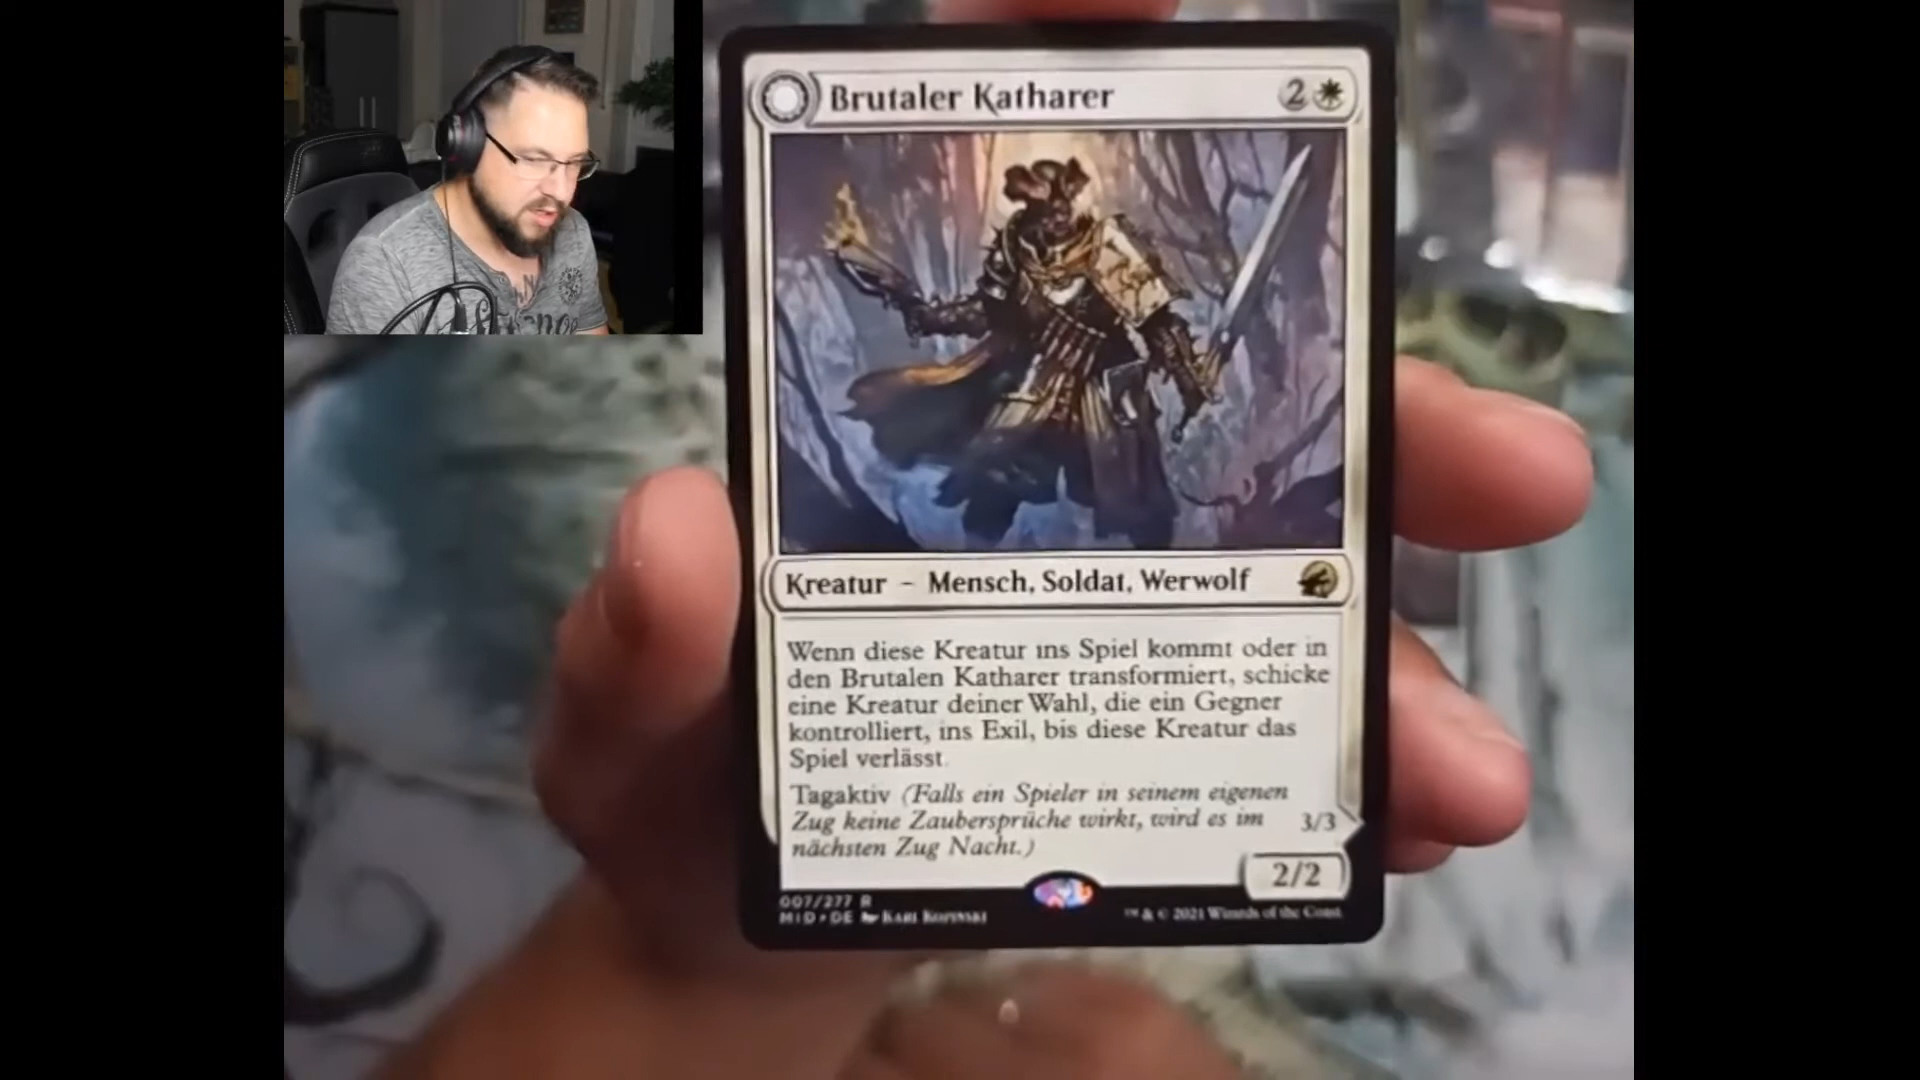 Brutaler Katharer 2
Kreatur – Mensch, Soldat, Werwolf
Wenn diese Kreatur ins Spiel kommt oder in
den Brutalen Katharer transformiert, schicke
eine Kreatur deiner Wahl, die ein Gegner
kontrolliert, ins Exil, bis diese Kreatur das
Spiel verlässt.
Tagaktiv (Falls ein Spieler in seinem eigenen
Zug keine Zaubersprüche wirkt, wird es im
nächsten Zug Nacht.)
3/3
2/2
007/277 R
MID • DE Karl Kopinski
™ & © 2021 Wizards of the Coast